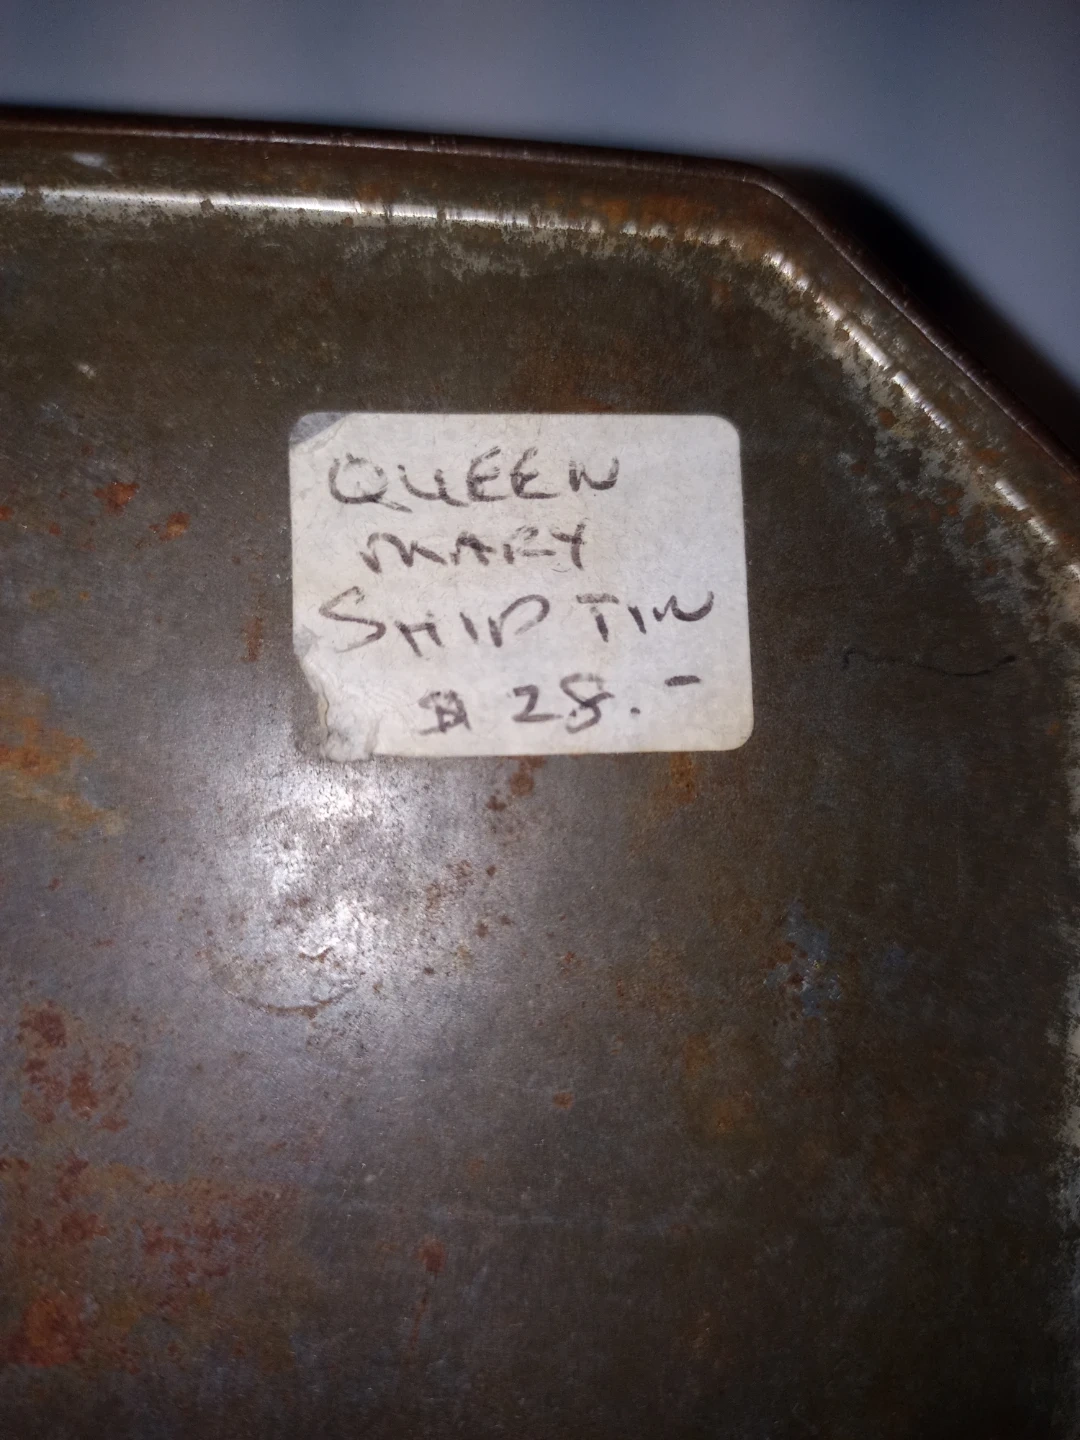 QUEEN
MARY
SHIP TIN
$ 28.-